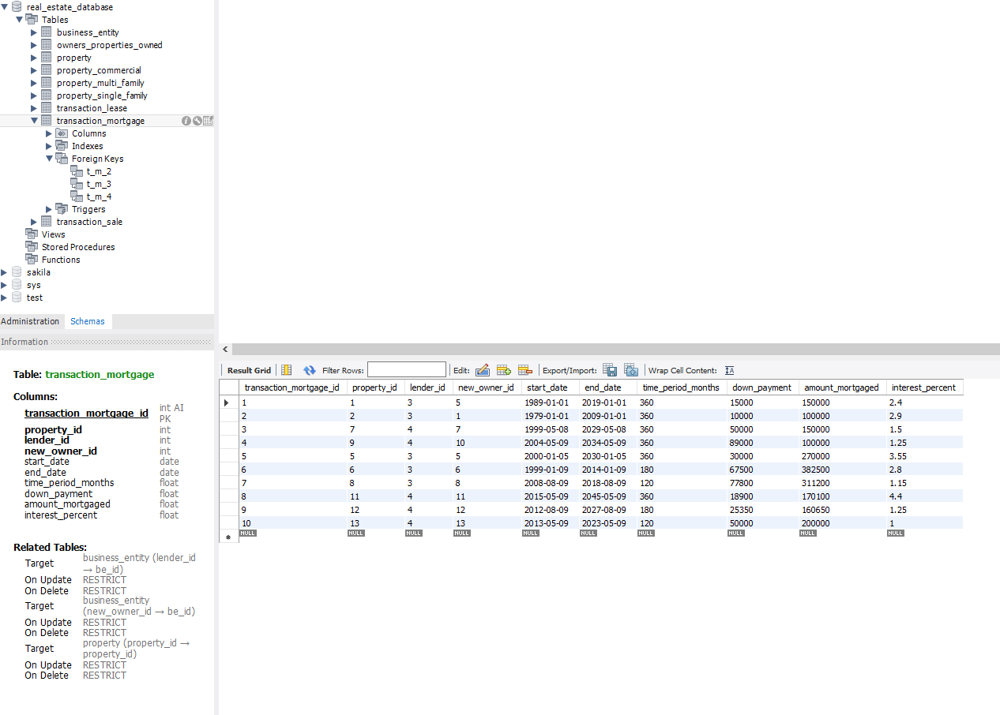 real_estate_database
Tables
business_entity
owners_properties_owned
property
property_commercial
property_multi_family
property_single_family
transaction_lease
transaction_mortgage
Columns
Indexes
Foreign Keys
t_m_2
t_m_3
t_m_4
Triggers
transaction_sale
Views
Stored Procedures
Functions
sakila
sys
test
Administration Schemas
Information
Table: transaction_mortgage
Columns:
transaction_mortgage_id int AI
PK
property_id int
lender_id int
new_owner_id int
start_date date
end_date date
time_period_months float
down_payment float
amount_mortgaged float
interest_percent float
Related Tables:
Target business_entity (lender_id
→ be_id)
On Update RESTRICT
On Delete RESTRICT
Target business_entity
(new_owner_id → be_id)
On Update RESTRICT
On Delete RESTRICT
Target property (property_id →
property_id)
On Update RESTRICT
On Delete RESTRICT
Result Grid Filter Rows: Edit: Export/Import: Wrap Cell Content: IA
transaction_mortgage_id property_id lender_id new_owner_id start_date end_date time_period_months down_payment amount_mortgaged interest_percent
1 1 3 5 1989-01-01 2019-01-01 360 15000 150000 2.4
2 2 3 1 1979-01-01 2009-01-01 360 10000 100000 2.9
3 7 4 7 1999-05-08 2029-05-08 360 50000 150000 1.5
4 9 4 10 2004-05-09 2034-05-09 360 89000 100000 1.25
5 5 3 5 2000-01-05 2030-01-05 360 30000 270000 3.55
6 6 3 6 1999-01-09 2014-01-09 180 67500 382500 2.8
7 8 3 8 2008-08-09 2018-08-09 120 77800 311200 1.15
8 11 4 11 2015-05-09 2045-05-09 360 18900 170100 4.4
9 12 4 12 2012-08-09 2027-08-09 180 25350 160650 1.25
10 13 4 13 2013-05-09 2023-05-09 120 50000 200000 1
NULL NULL NULL NULL NULL NULL NULL NULL NULL NULL